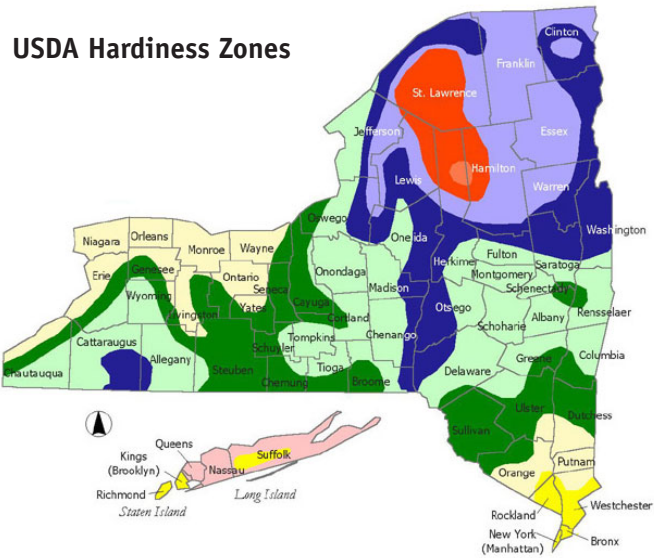 USDA Hardiness Zones
Clinton
Franklin
St. Lawrence
Jefferson
Essex
Hamilton
Lewis
Warren
Oswego
Washington
Oneida
Niagara
Orleans
Monroe
Wayne
Herkimer
Fulton
Saratoga
Erie
Genesee
Ontario
Onondaga
Montgomery
Seneca
Madison
Schenectady
Wyoming
Cayuga
Livingston
Yates
Otsego
Rensselaer
Cortland
Albany
Schoharie
Chenango
Cattaraugus
Tompkins
Schuyler
Allegany
Greene
Columbia
Chautauqua
Steuben
Tioga
Delaware
Chemung
Broome
Ulster
Dutchess
Sullivan
Queens
Kings
(Brooklyn)
Suffolk
Nassau
Orange
Putnam
Richmond
Long Island
Staten Island
Rockland
Westchester
New York
(Manhattan)
Bronx